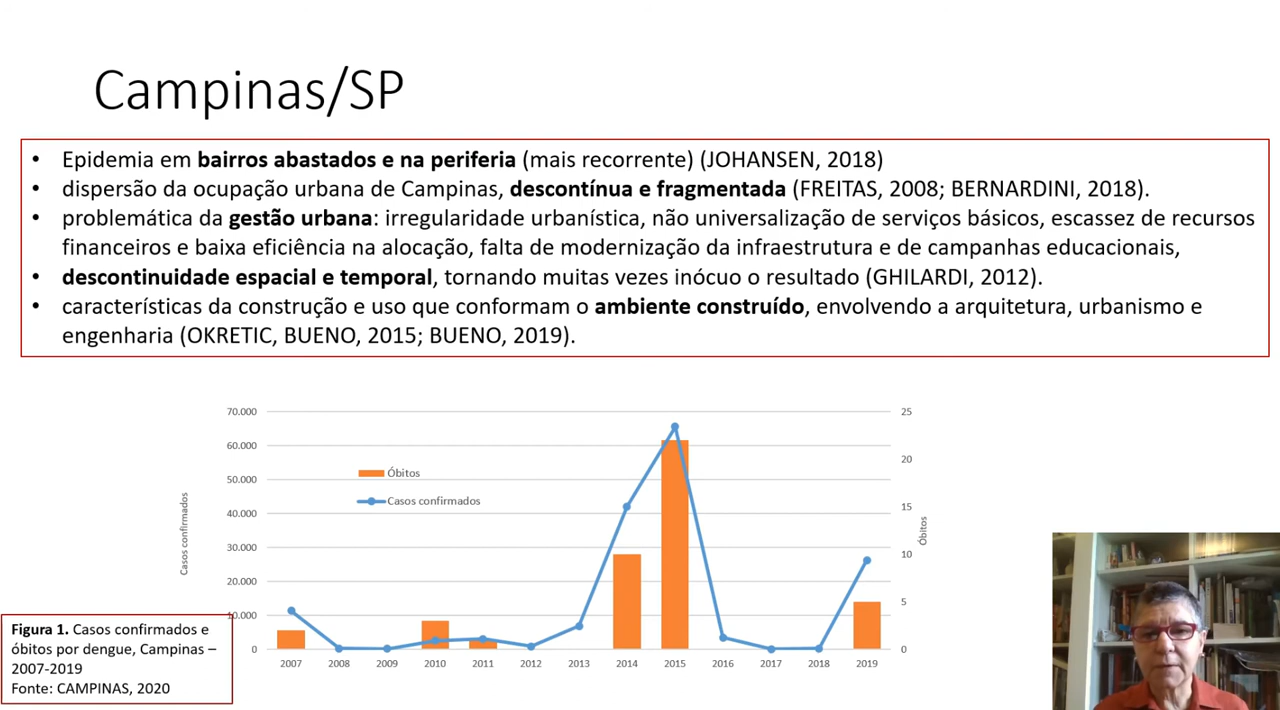 Campinas/SP
• Epidemia em bairros abastados e na periferia (mais recorrente) (JOHANSEN, 2018)
• dispersão da ocupação urbana de Campinas, descontínua e fragmentada (FREITAS, 2008; BERNARDINI, 2018).
• problemática da gestão urbana: irregularidade urbanística, não universalização de serviços básicos, escassez de recursos
financeiros e baixa eficiência na alocação, falta de modernização da infraestrutura e de campanhas educacionais,
• descontinuidade espacial e temporal, tornando muitas vezes inócuo o resultado (GHILARDI, 2012).
• características da construção e uso que conformam o ambiente construído, envolvendo a arquitetura, urbanismo e
engenharia (OKRETIC, BUENO, 2015; BUENO, 2019).
70.000
60.000
50.000
40.000
30.000
20.000
10.000
0
Casos confirmados
Óbitos
Casos confirmados
25
20
15
10
5
0
Óbitos
2007 2008 2009 2010 2011 2012 2013 2014 2015 2016 2017 2018 2019
Figura 1. Casos confirmados e
óbitos por dengue, Campinas –
2007-2019
Fonte: CAMPINAS, 2020